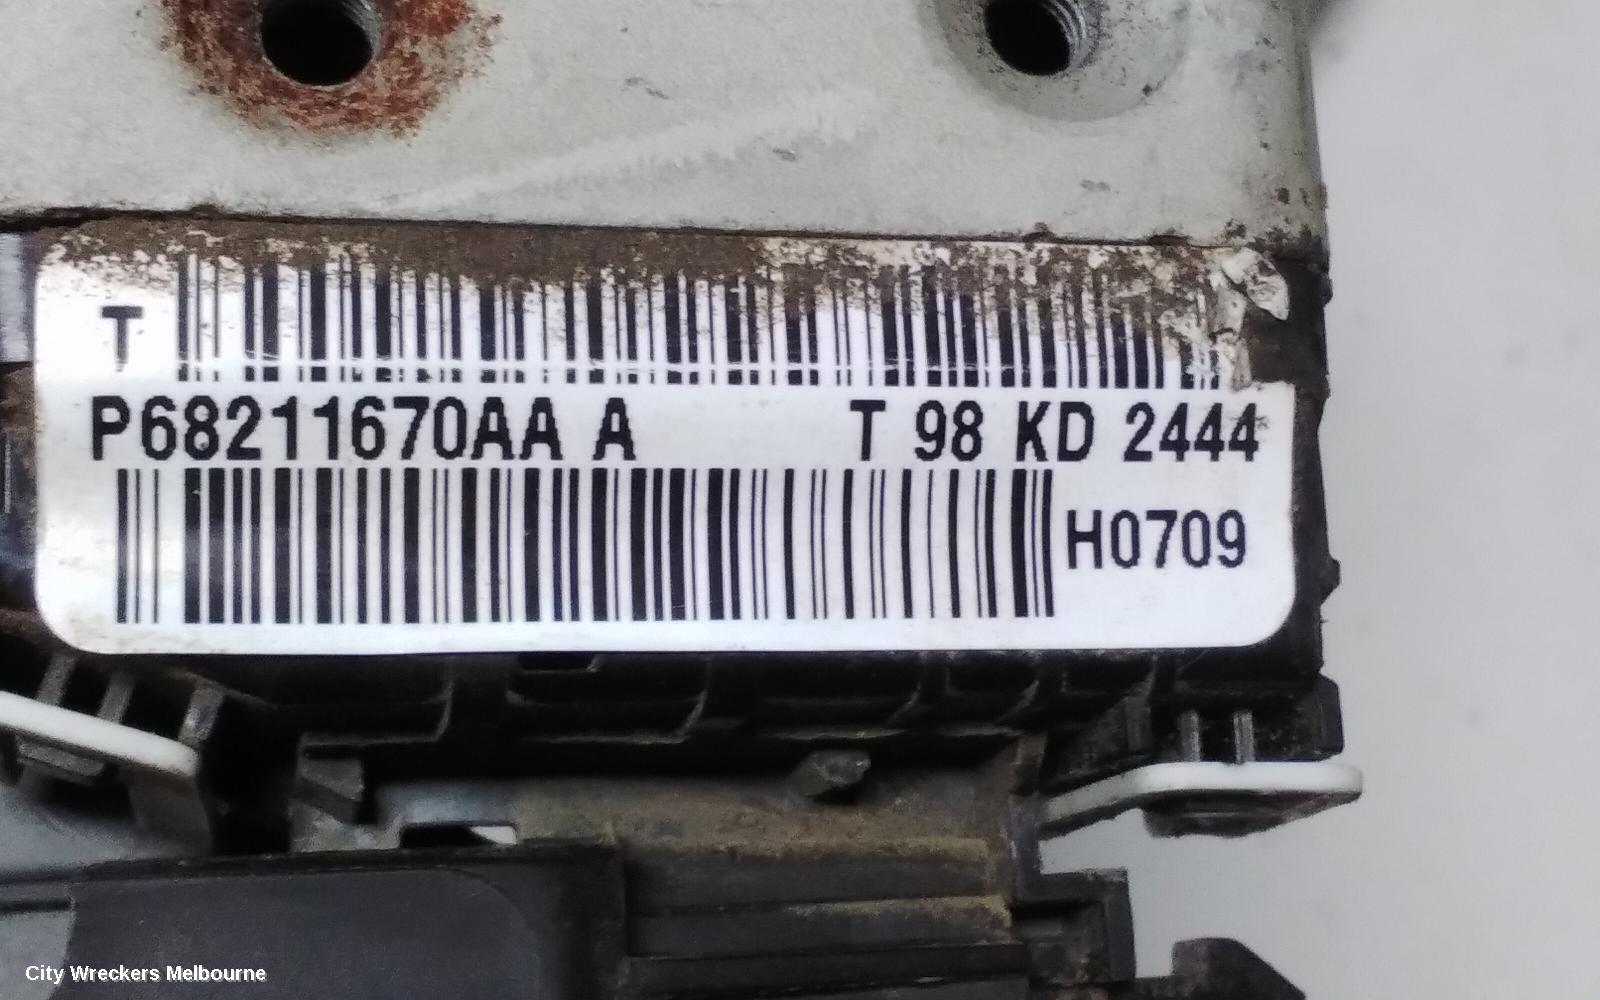 T
P68211670AA A T 98 KD 2444
H0709
City Wreckers Melbourne